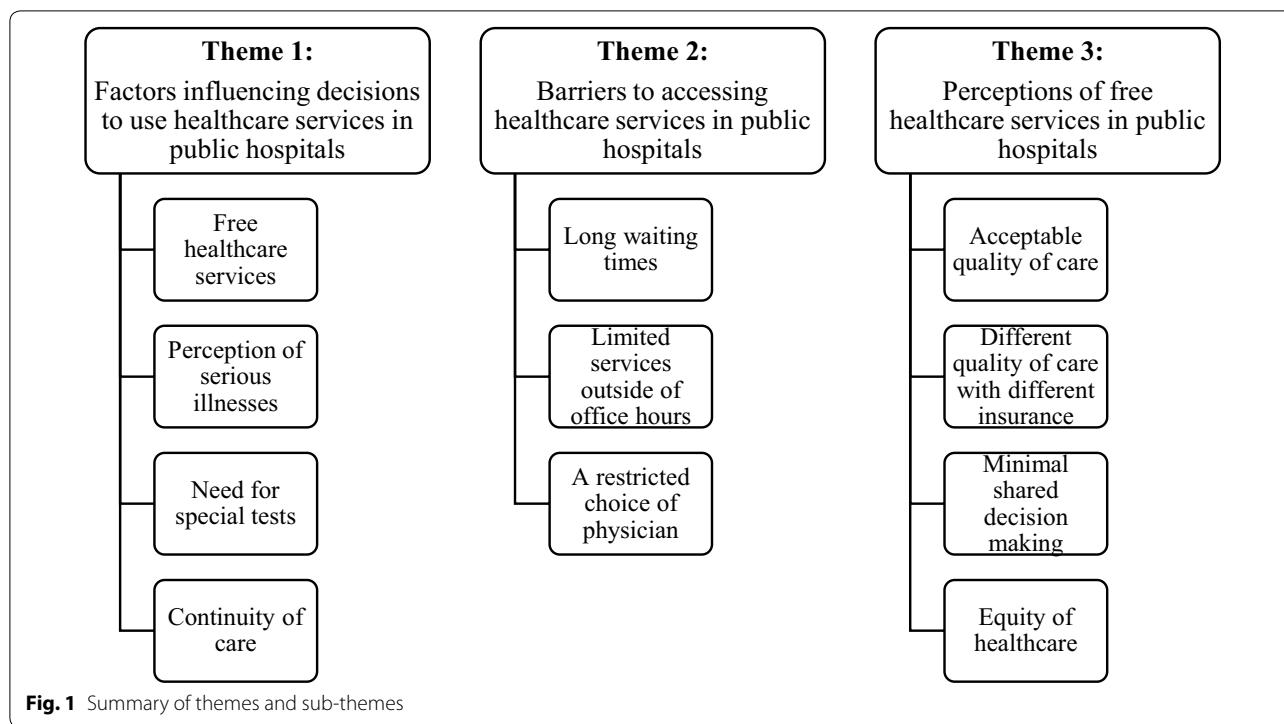 Theme 1:
Factors influencing decisions
to use healthcare services in
public hospitals
Free
healthcare
services
Perception of
serious
illnesses
Need for
special tests
Continuity of
care
Theme 2:
Barriers to accessing
healthcare services in public
hospitals
Long waiting
times
Limited
services
outside of
office hours
A restricted
choice of
physician
Theme 3:
Perceptions of free
healthcare services in public
hospitals
Acceptable
quality of care
Different
quality of care
with different
insurance
Minimal
shared
decision
making
Equity of
healthcare
Fig. 1 Summary of themes and sub-themes